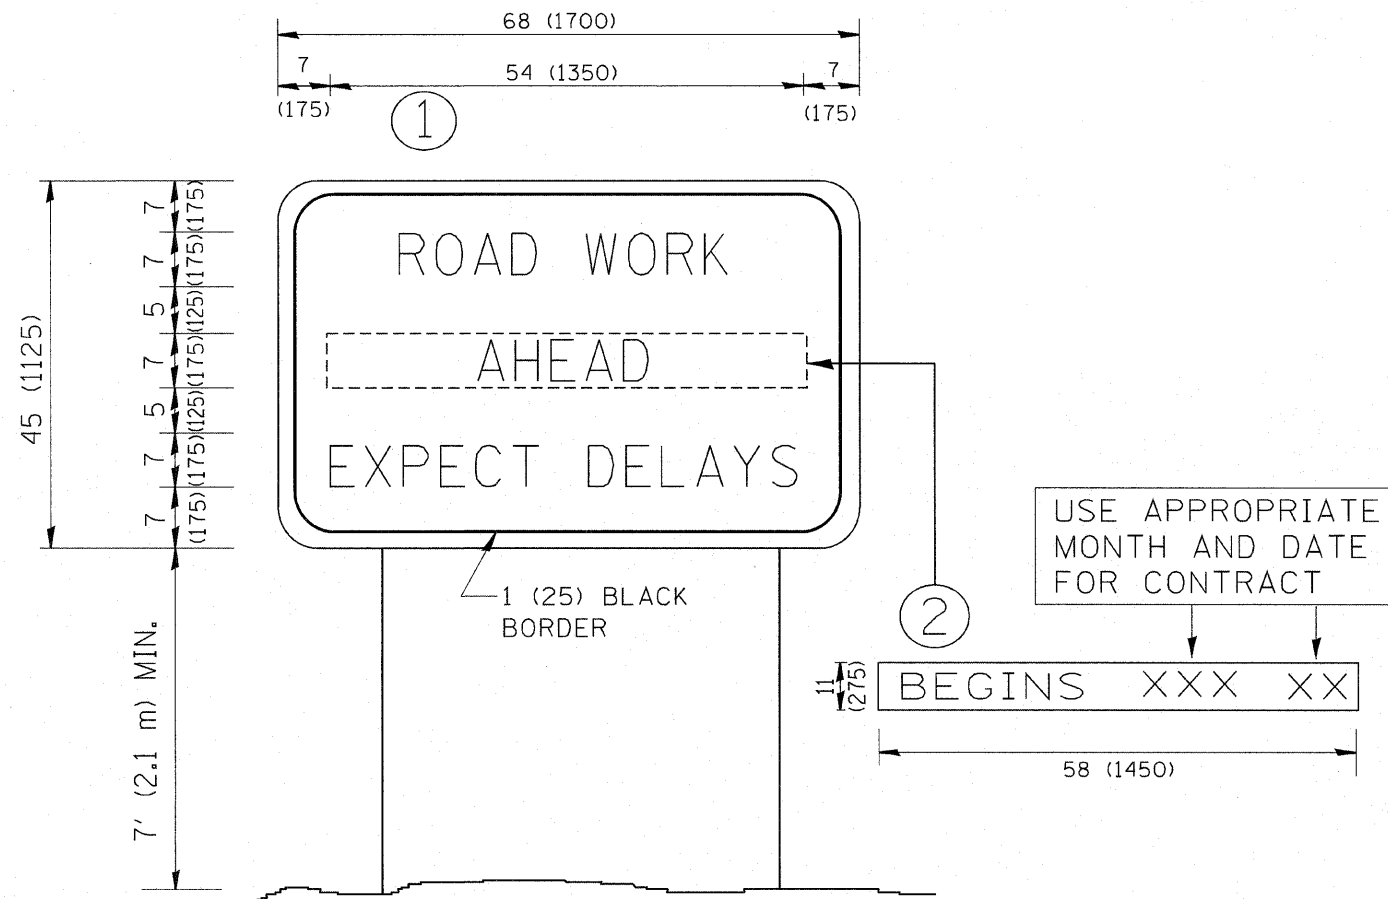 68 (1700)
7
54 (1350)
7
(175)
(175)
1
45 (1125)
7
(175)
7
(175)
5
(125)
7
(175)
5
(125)
7
(175)
7
(175)
ROAD WORK
AHEAD
EXPECT DELAYS
1 (25) BLACK
BORDER
7' (2.1 m) MIN.
USE APPROPRIATE
MONTH AND DATE
FOR CONTRACT
2
11
(275)
BEGINS XXX XX
58 (1450)